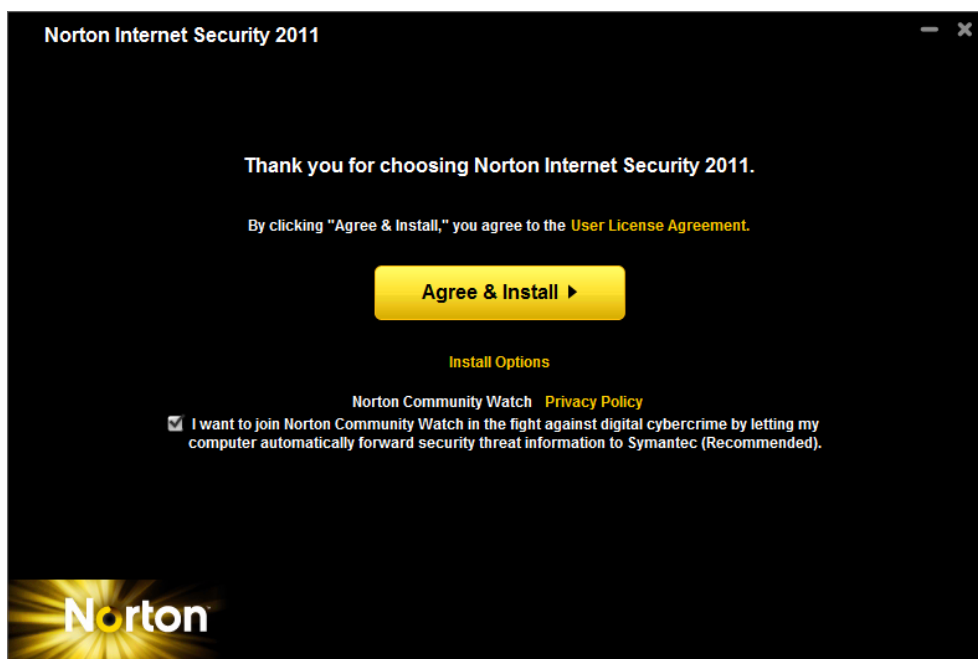 Norton Internet Security 2011
Thank you for choosing Norton Internet Security 2011.
By clicking "Agree & Install," you agree to the User License Agreement.
Agree & Install
Install Options
Norton Community Watch Privacy Policy
I want to join Norton Community Watch in the fight against digital cybercrime by letting my
computer automatically forward security threat information to Symantec (Recommended).
Norton